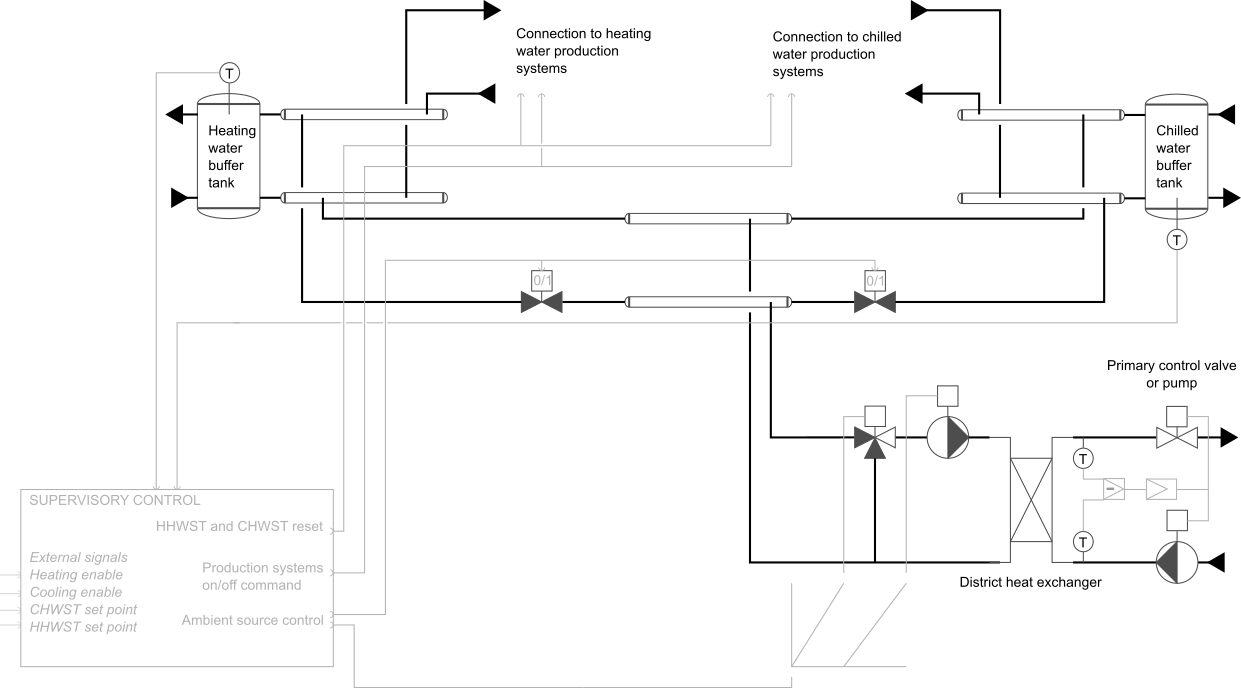 Connection to heating
water production
systems
Connection to chilled
water production
systems
T
Heating
water
buffer
tank
Chilled
water
buffer
tank
T
0/1
0/1
Primary control valve
or pump
T
T
District heat exchanger
SUPERVISORY CONTROL
HHWST and CHWST reset
External signals
Heating enable
Cooling enable
CHWST set point
HHWST set point
Production systems
on/off command
Ambient source control